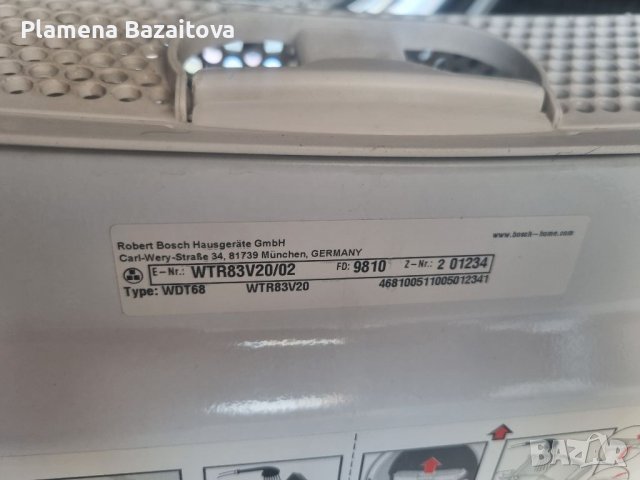 Plamena Bazaitova
www.bosch-home.com
Robert Bosch Hausgeräte GmbH
Carl-Wery-Straße 34, 81739 München, GERMANY
E-Nr.: WTR83V20/02 FD: 9810 Z-Nr.: 2 01234
Type: WDT68 WTR83V20 468100511005012341
BAZAR